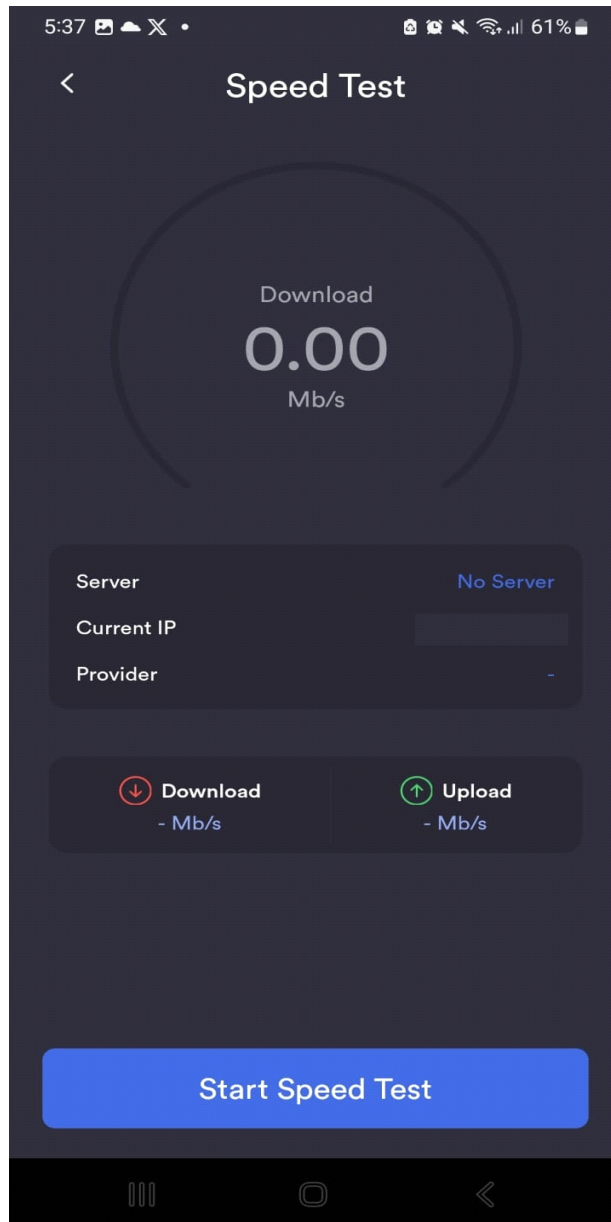 5:37 61%
Speed Test
Download
0.00
Mb/s
Server No Server
Current IP
Provider -
Download Upload
- Mb/s - Mb/s
Start Speed Test